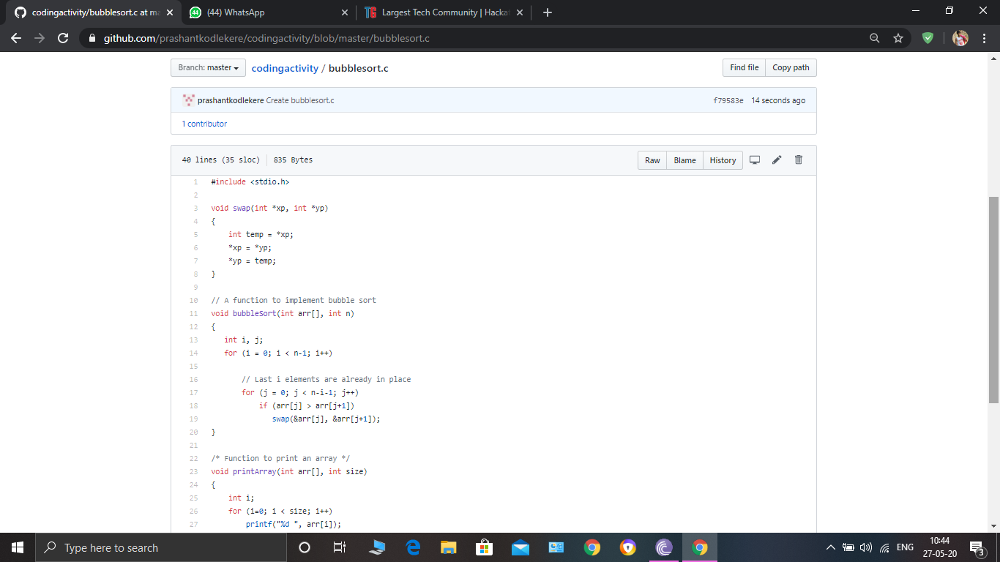 codingactivity/bubblesort.c at ma
(44) WhatsApp
Largest Tech Community | Hackat
github.com/prashantkodlekere/codingactivity/blob/master/bubblesort.c
Branch: master
codingactivity / bubblesort.c
Find file
Copy path
prashantkodlekere Create bubblesort.c
f79583e 14 seconds ago
1 contributor
40 lines (35 sloc) 835 Bytes
Raw Blame History
1 #include <stdio.h>
2
3 void swap(int *xp, int *yp)
4 {
5     int temp = *xp;
6     *xp = *yp;
7     *yp = temp;
8 }
9
10 // A function to implement bubble sort
11 void bubbleSort(int arr[], int n)
12 {
13    int i, j;
14    for (i = 0; i < n-1; i++)
15
16        // Last i elements are already in place
17        for (j = 0; j < n-i-1; j++)
18            if (arr[j] > arr[j+1])
19               swap(&arr[j], &arr[j+1]);
20 }
21
22 /* Function to print an array */
23 void printArray(int arr[], int size)
24 {
25     int i;
26     for (i=0; i < size; i++)
27         printf("%d ", arr[i]);
Type here to search
ENG
10:44
27-05-20
3